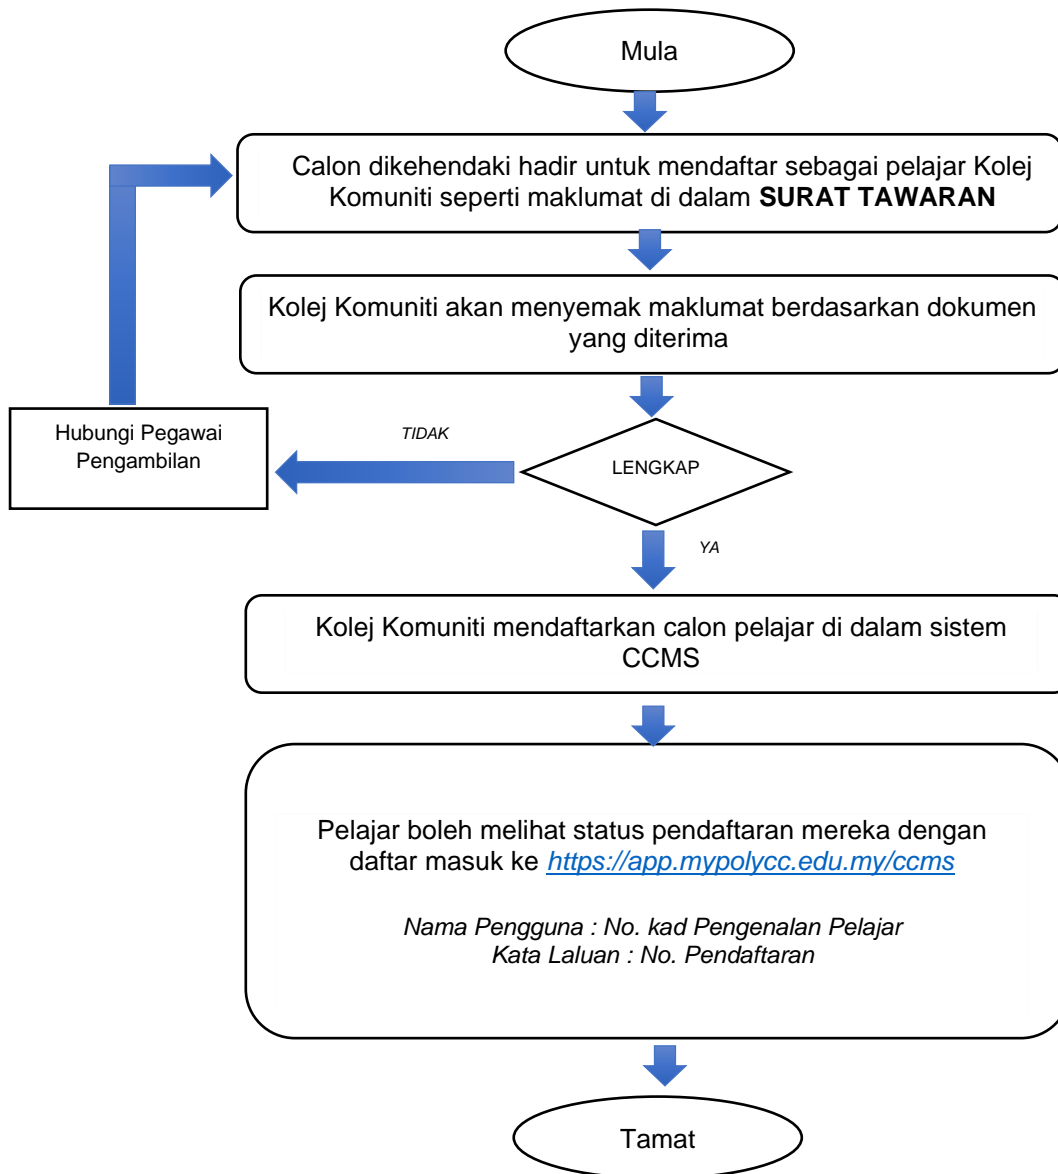 Mula
Calon dikehendaki hadir untuk mendaftar sebagai pelajar Kolej
Komuniti seperti maklumat di dalam SURAT TAWARAN
Kolej Komuniti akan menyemak maklumat berdasarkan dokumen
yang diterima
Hubungi Pegawai
Pengambilan
TIDAK
LENGKAP
YA
Kolej Komuniti mendaftarkan calon pelajar di dalam sistem
CCMS
Pelajar boleh melihat status pendaftaran mereka dengan
daftar masuk ke https://app.mypolycc.edu.my/ccms
Nama Pengguna : No. kad Pengenalan Pelajar
Kata Laluan : No. Pendaftaran
Tamat